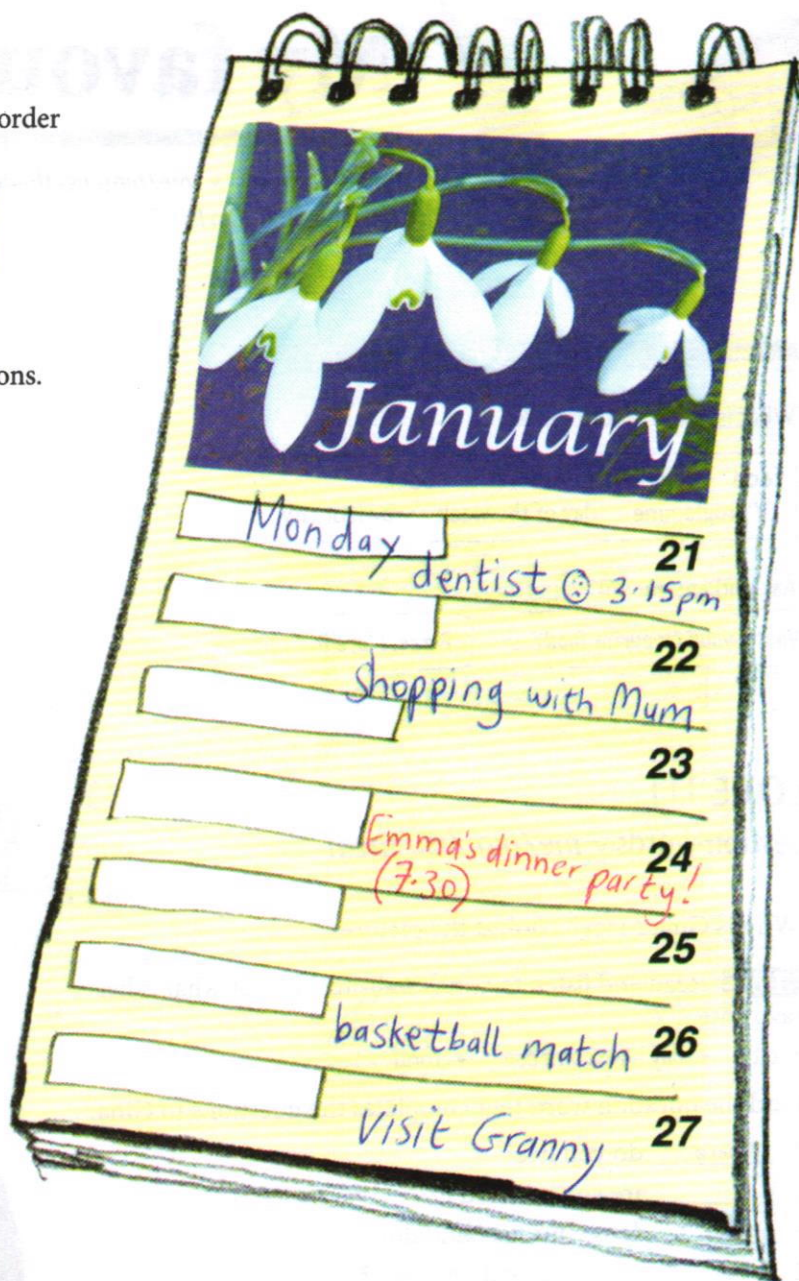 order
ons.
January
Monday
21
dentist ☹ 3.15pm
22
Shopping with Mum
23
24
Emma's dinner party!
(7.30)
25
basketball match 26
Visit Granny 27